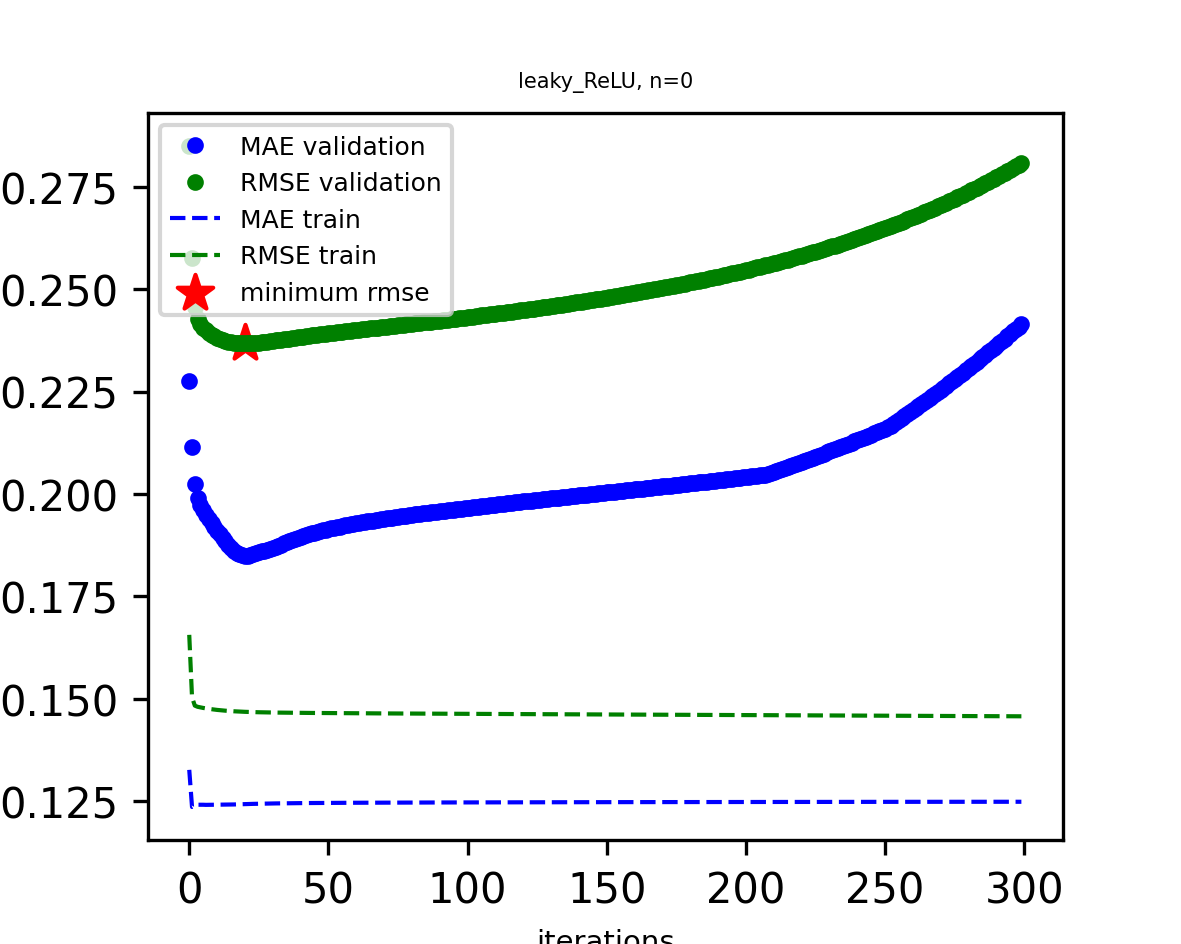 leaky_ReLU, n=0
MAE validation
RMSE validation
MAE train
RMSE train
minimum rmse
0.275
0.250
0.225
0.200
0.175
0.150
0.125
0 50 100 150 200 250 300
iterations